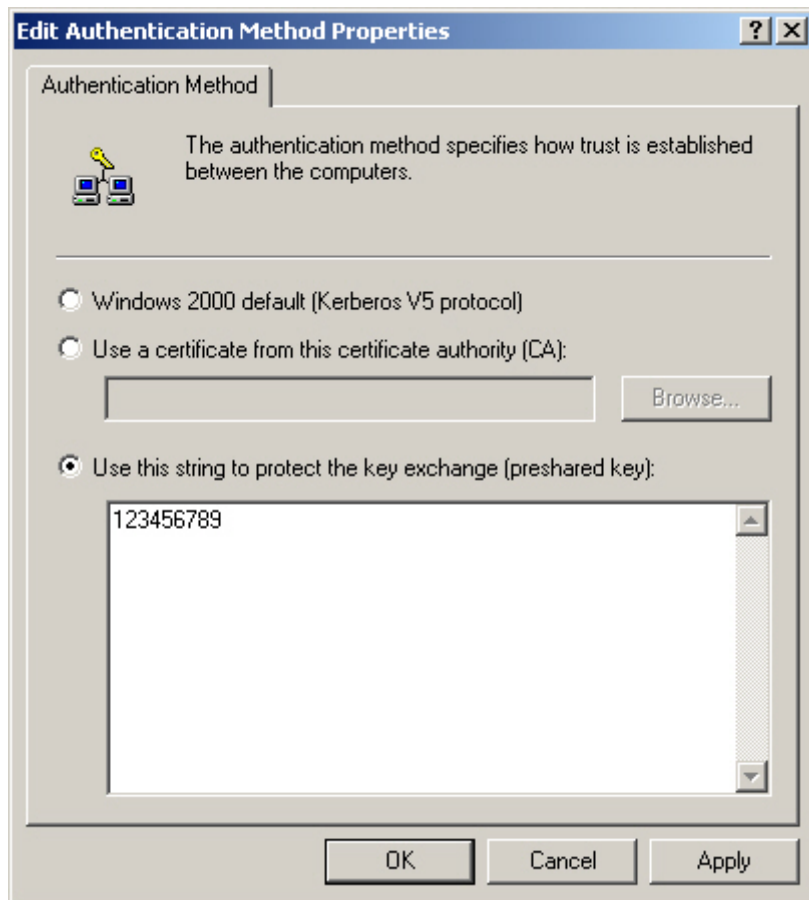 Edit Authentication Method Properties
Authentication Method
The authentication method specifies how trust is established
between the computers.
Windows 2000 default (Kerberos V5 protocol)
Use a certificate from this certificate authority (CA):
Browse...
Use this string to protect the key exchange (preshared key):
123456789
OK Cancel Apply